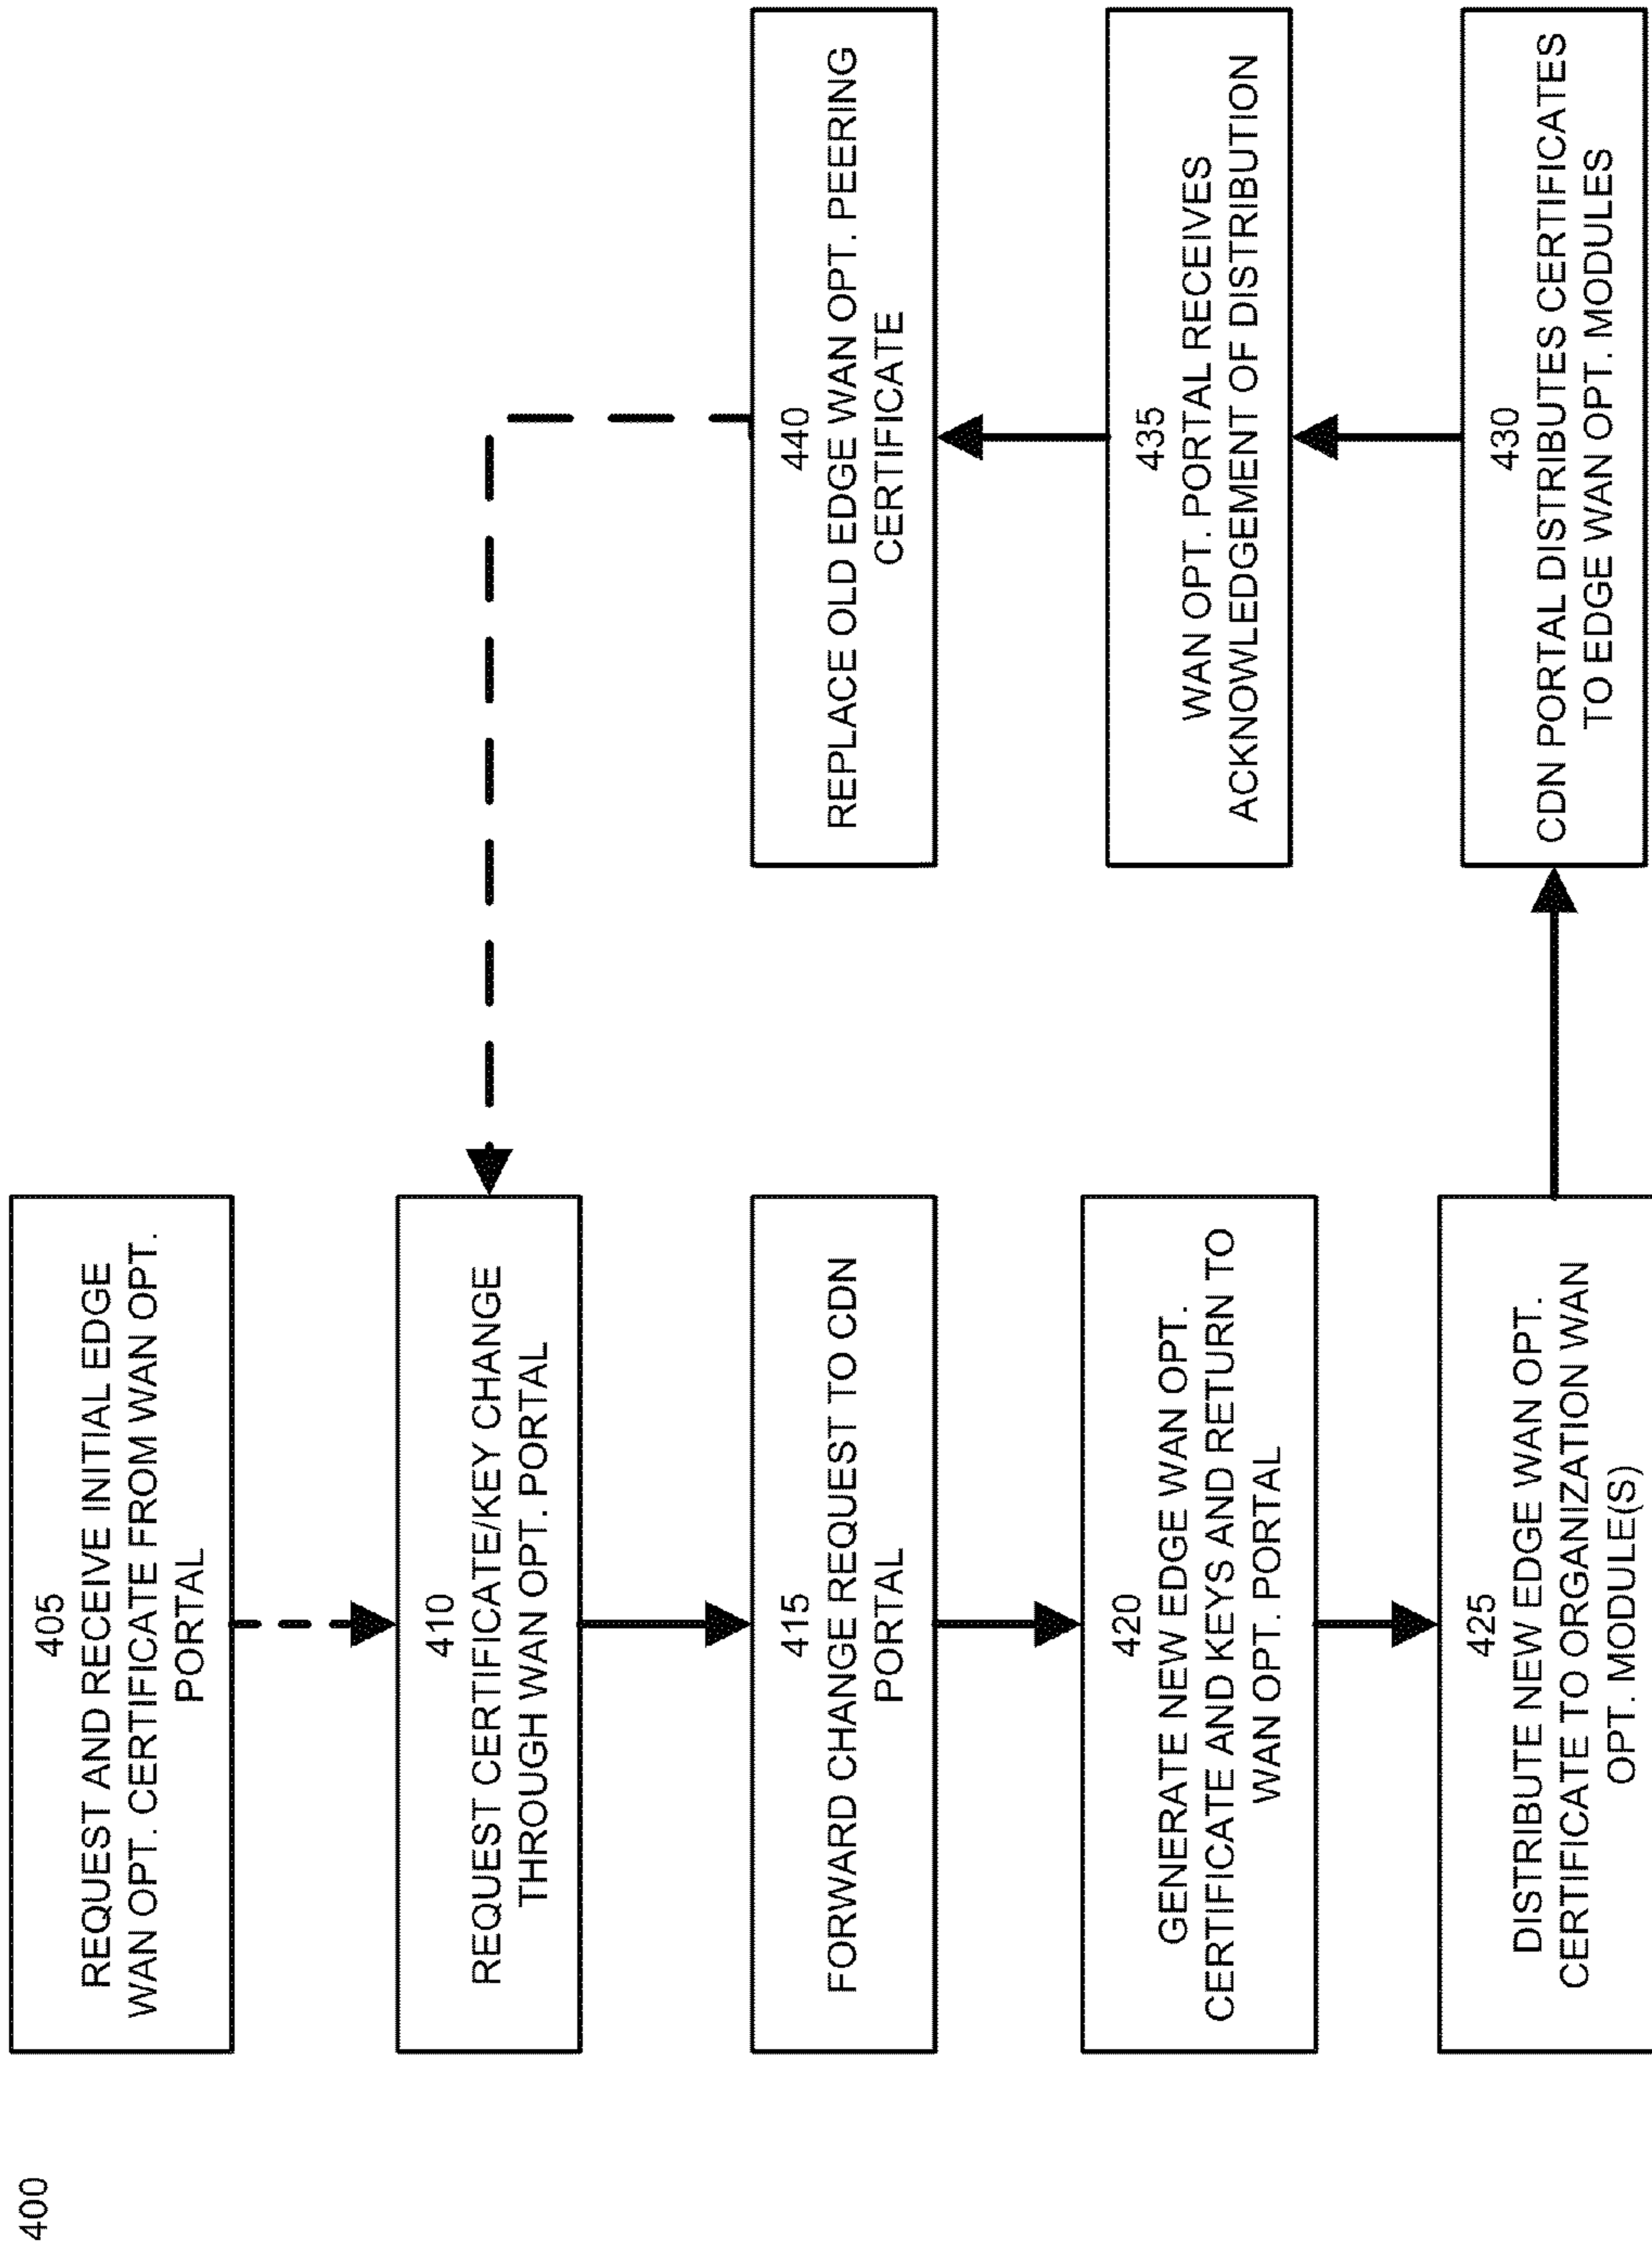 400
405
REQUEST AND RECEIVE INITIAL EDGE
WAN OPT. CERTIFICATE FROM WAN OPT.
PORTAL
410
REQUEST CERTIFICATE/KEY CHANGE
THROUGH WAN OPT. PORTAL
415
FORWARD CHANGE REQUEST TO CDN
PORTAL
420
GENERATE NEW EDGE WAN OPT.
CERTIFICATE AND KEYS AND RETURN TO
WAN OPT. PORTAL
425
DISTRIBUTE NEW EDGE WAN OPT.
CERTIFICATE TO ORGANIZATION WAN
OPT. MODULE(S)
430
CDN PORTAL DISTRIBUTES CERTIFICATES
TO EDGE WAN OPT. MODULES
435
WAN OPT. PORTAL RECEIVES
ACKNOWLEDGEMENT OF DISTRIBUTION
440
REPLACE OLD EDGE WAN OPT. PEERING
CERTIFICATE